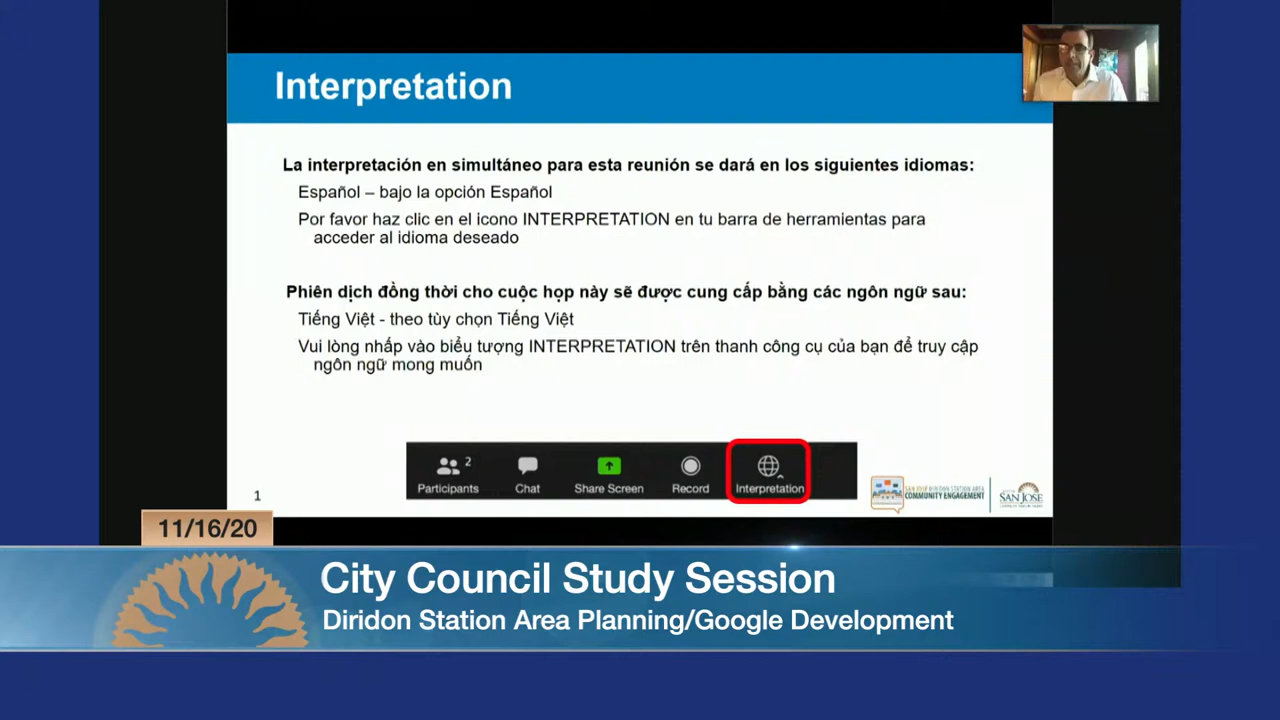 Interpretation
La interpretación en simultáneo para esta reunión se dará en los siguientes idiomas:
Español – bajo la opción Español
Por favor haz clic en el icono INTERPRETATION en tu barra de herramientas para
acceder al idioma deseado
Phiên dịch đồng thời cho cuộc họp này sẽ được cung cấp bằng các ngôn ngữ sau:
Tiếng Việt - theo tùy chọn Tiếng Việt
Vui lòng nhấp vào biểu tượng INTERPRETATION trên thanh công cụ của bạn để truy cập
ngôn ngữ mong muốn
2
Participants
Chat
Share Screen
Record
Interpretation
1
SAN JOSE DIRIDON STATION AREA
COMMUNITY ENGAGEMENT
SAN JOSE
11/16/20
City Council Study Session
Diridon Station Area Planning/Google Development